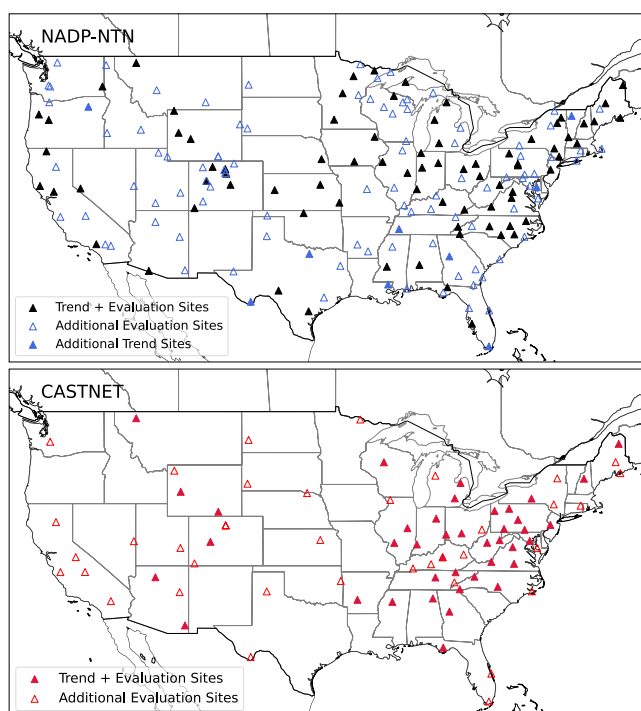 NADP-NTN
Trend + Evaluation Sites
Additional Evaluation Sites
Additional Trend Sites
CASTNET
Trend + Evaluation Sites
Additional Evaluation Sites